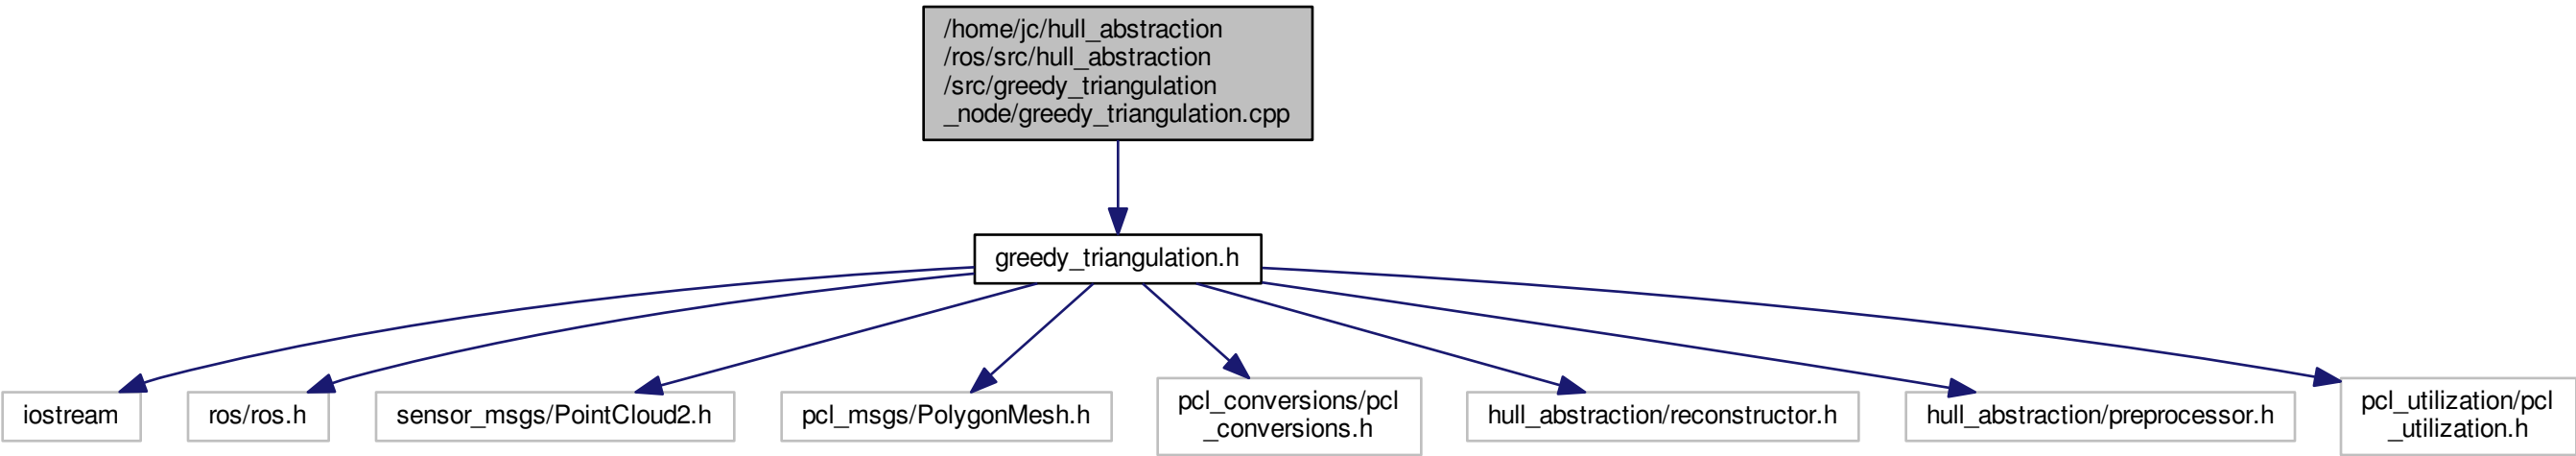 /home/jc/hull_abstraction
/ros/src/hull_abstraction
/src/greedy_triangulation
_node/greedy_triangulation.cpp
greedy_triangulation.h
iostream
ros/ros.h
sensor_msgs/PointCloud2.h
pcl_msgs/PolygonMesh.h
pcl_conversions/pcl
_conversions.h
hull_abstraction/reconstructor.h
hull_abstraction/preprocessor.h
pcl_utilization/pcl
_utilization.h